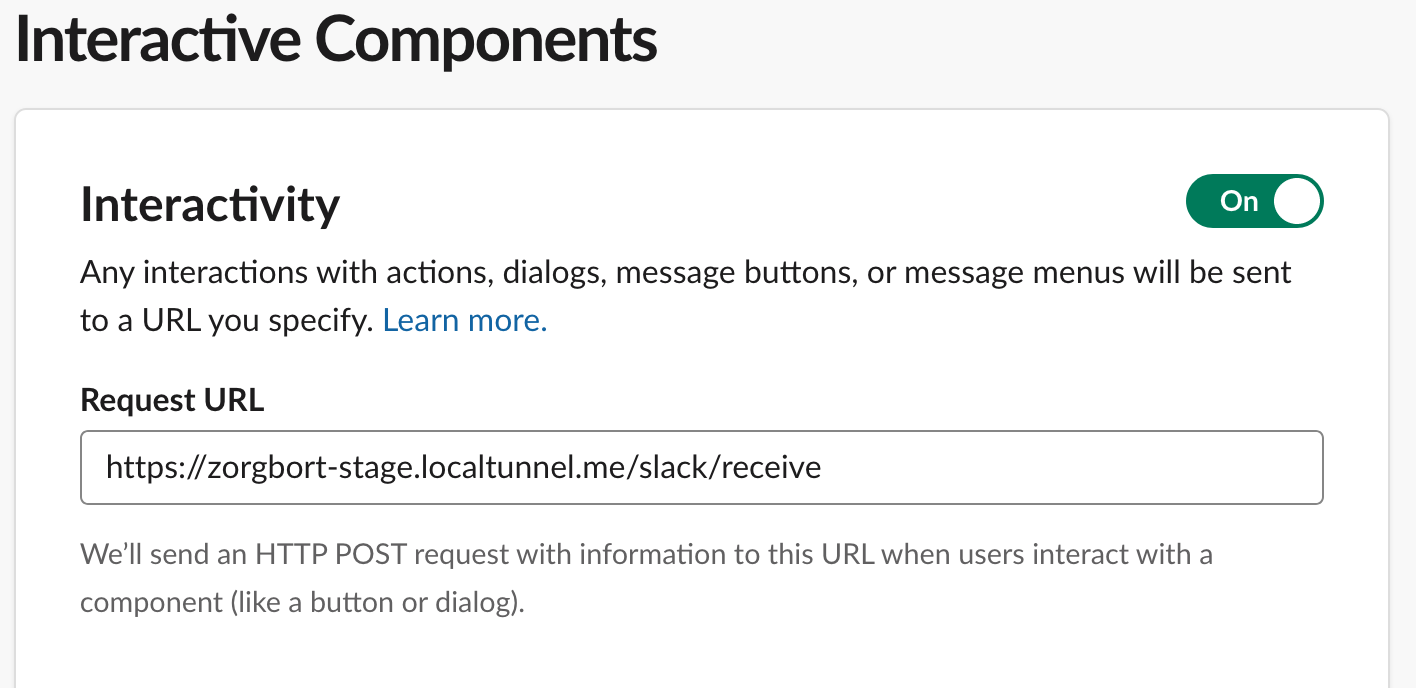 Interactive Components
Interactivity
On
Any interactions with actions, dialogs, message buttons, or message menus will be sent
to a URL you specify. Learn more.
Request URL
https://zorgbort-stage.localtunnel.me/slack/receive
We’ll send an HTTP POST request with information to this URL when users interact with a
component (like a button or dialog).